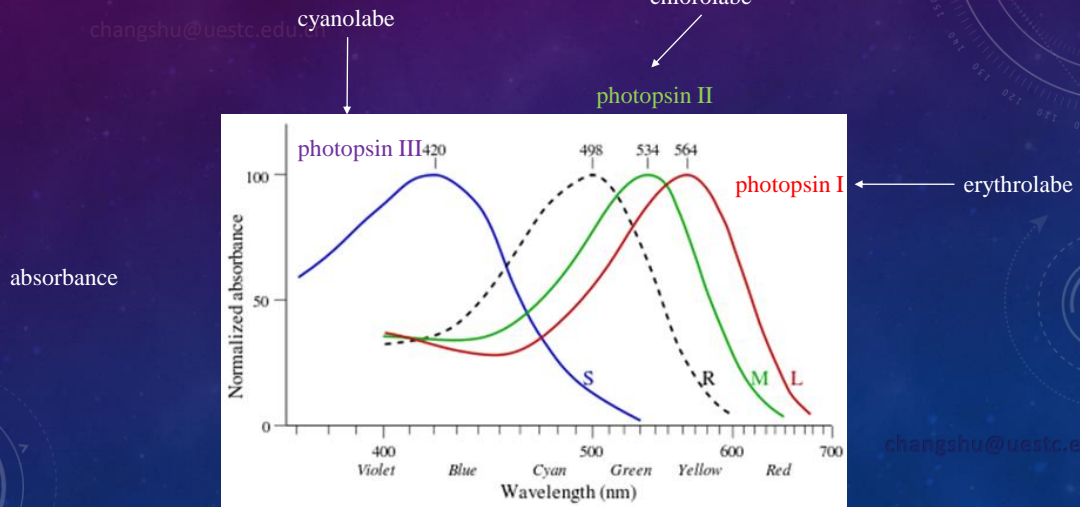 chlorolabe
cyanolabe
changshu@uestc.edu.cn
photopsin II
photopsin III
420
498
534
564
100
photopsin I
erythrolabe
absorbance
Normalized absorbance
50
S
R
M
L
0
changshu@uestc.e
400
500
600
700
Violet
Blue
Cyan
Green
Yellow
Red
Wavelength (nm)